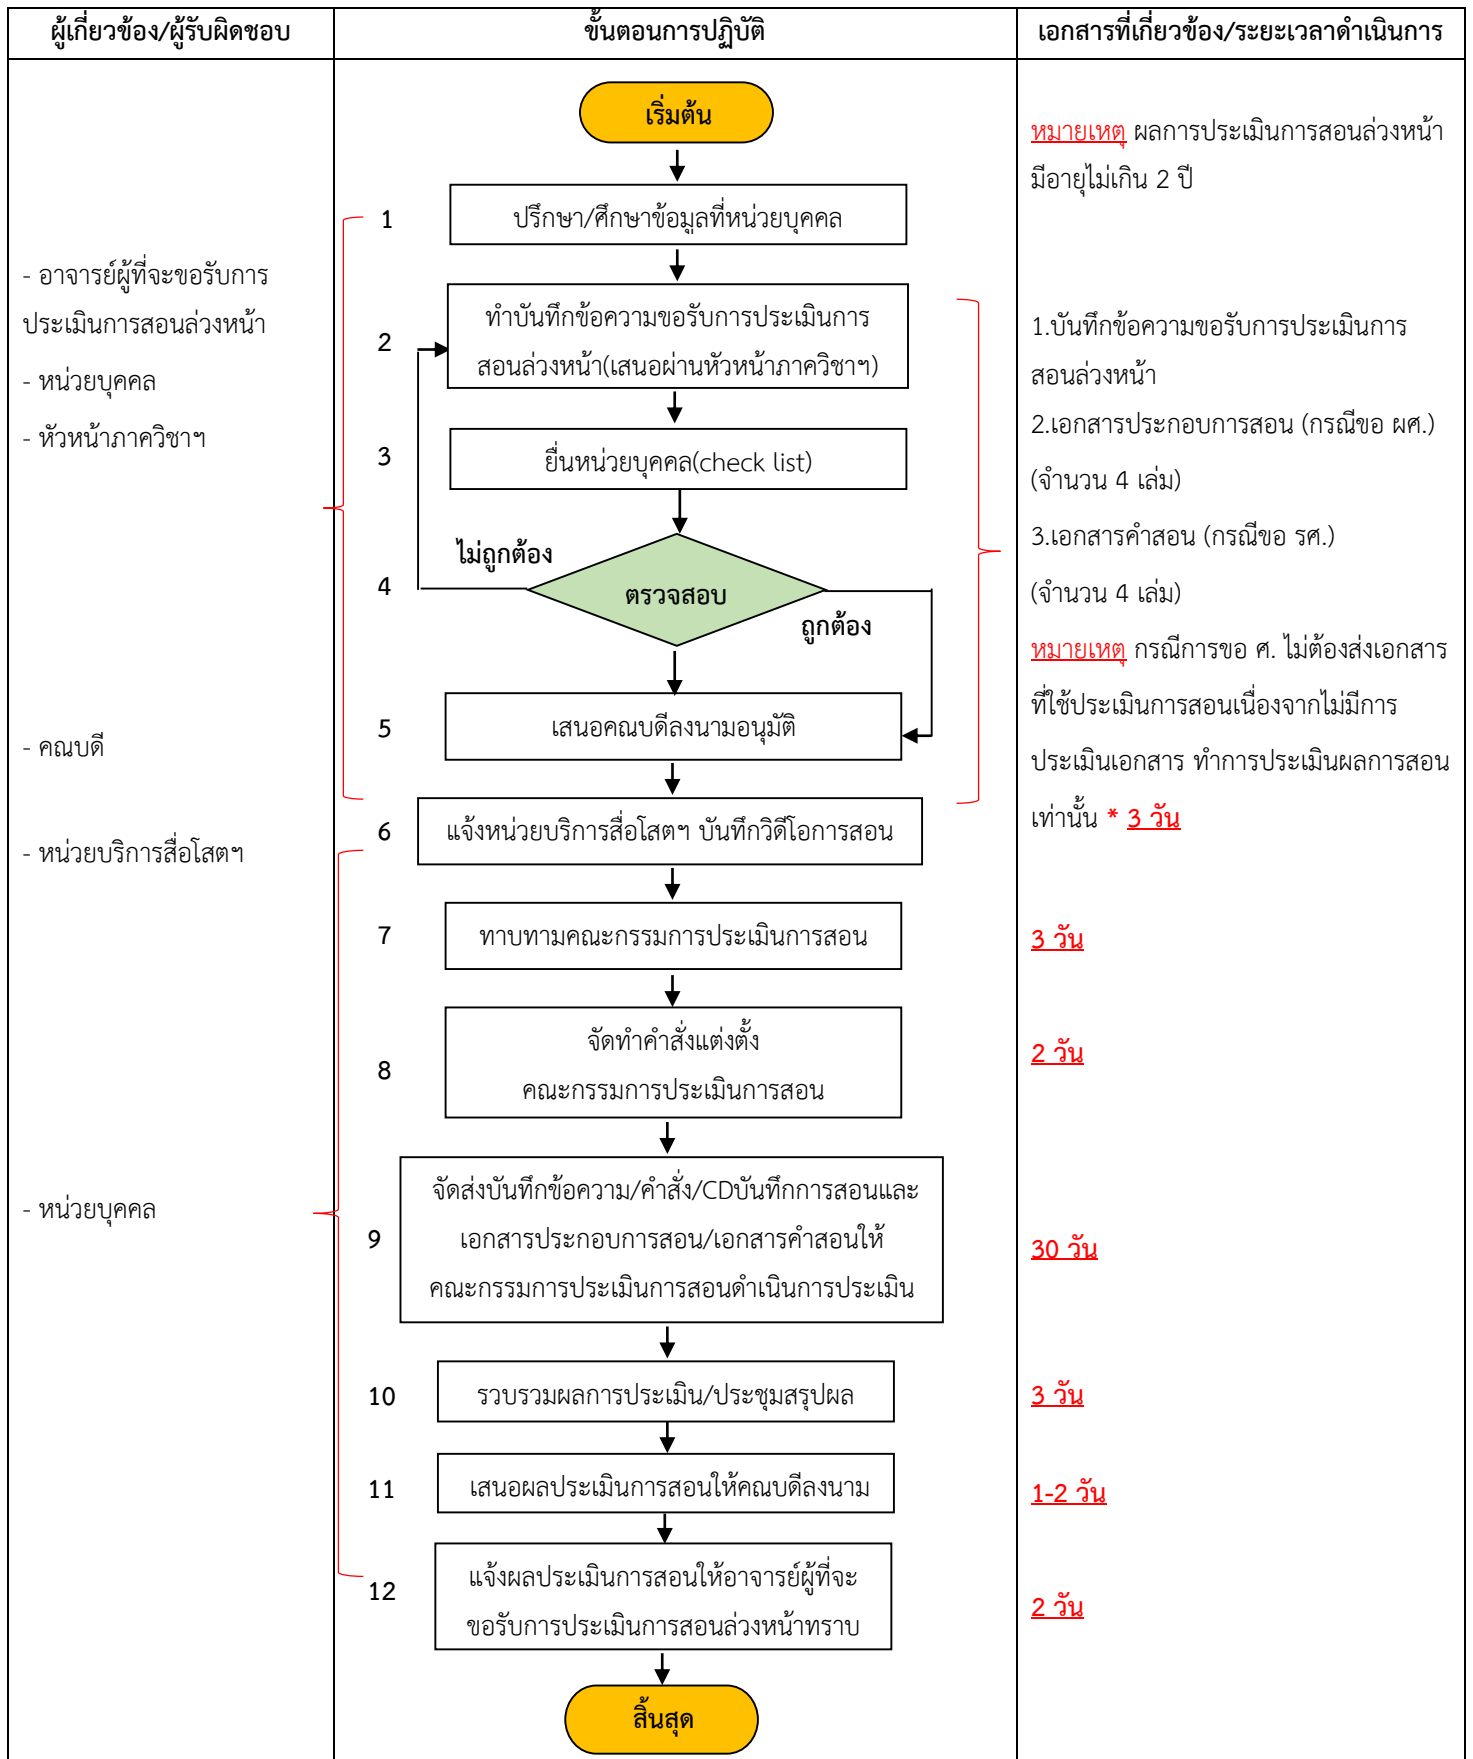 ผู้เกี่ยวข้อง/ผู้รับผิดชอบ
ขั้นตอนการปฏิบัติ
เอกสารที่เกี่ยวข้อง/ระยะเวลาดำเนินการ
- อาจารย์ผู้ที่จะขอรับการ
ประเมินการสอนล่วงหน้า
- หน่วยบุคคล
- หัวหน้าภาควิชาฯ
- คณบดี
- หน่วยบริการสื่อโสตฯ
- หน่วยบุคคล
เริ่มต้น
1
ปรึกษา/ศึกษาข้อมูลที่หน่วยบุคคล
2
ทำบันทึกข้อความขอรับการประเมินการ
สอนล่วงหน้า(เสนอผ่านหัวหน้าภาควิชาฯ)
3
ยื่นหน่วยบุคคล(check list)
ไม่ถูกต้อง
4
ตรวจสอบ
ถูกต้อง
5
เสนอคณบดีลงนามอนุมัติ
6
แจ้งหน่วยบริการสื่อโสตฯ บันทึกวิดีโอการสอน
7
ทาบทามคณะกรรมการประเมินการสอน
8
จัดทำคำสั่งแต่งตั้ง
คณะกรรมการประเมินการสอน
9
จัดส่งบันทึกข้อความ/คำสั่ง/CDบันทึกการสอนและ
เอกสารประกอบการสอน/เอกสารคำสอนให้
คณะกรรมการประเมินการสอนดำเนินการประเมิน
10
รวบรวมผลการประเมิน/ประชุมสรุปผล
11
เสนอผลประเมินการสอนให้คณบดีลงนาม
12
แจ้งผลประเมินการสอนให้อาจารย์ผู้ที่จะ
ขอรับการประเมินการสอนล่วงหน้าทราบ
สิ้นสุด
หมายเหตุ ผลการประเมินการสอนล่วงหน้า
มีอายุไม่เกิน 2 ปี
1.บันทึกข้อความขอรับการประเมินการ
สอนล่วงหน้า
2.เอกสารประกอบการสอน (กรณีขอ ผศ.)
(จำนวน 4 เล่ม)
3.เอกสารคำสอน (กรณีขอ รศ.)
(จำนวน 4 เล่ม)
หมายเหตุ กรณีการขอ ศ. ไม่ต้องส่งเอกสาร
ที่ใช้ประเมินการสอนเนื่องจากไม่มีการ
ประเมินเอกสาร ทำการประเมินผลการสอน
เท่านั้น * 3 วัน
3 วัน
2 วัน
30 วัน
3 วัน
1-2 วัน
2 วัน